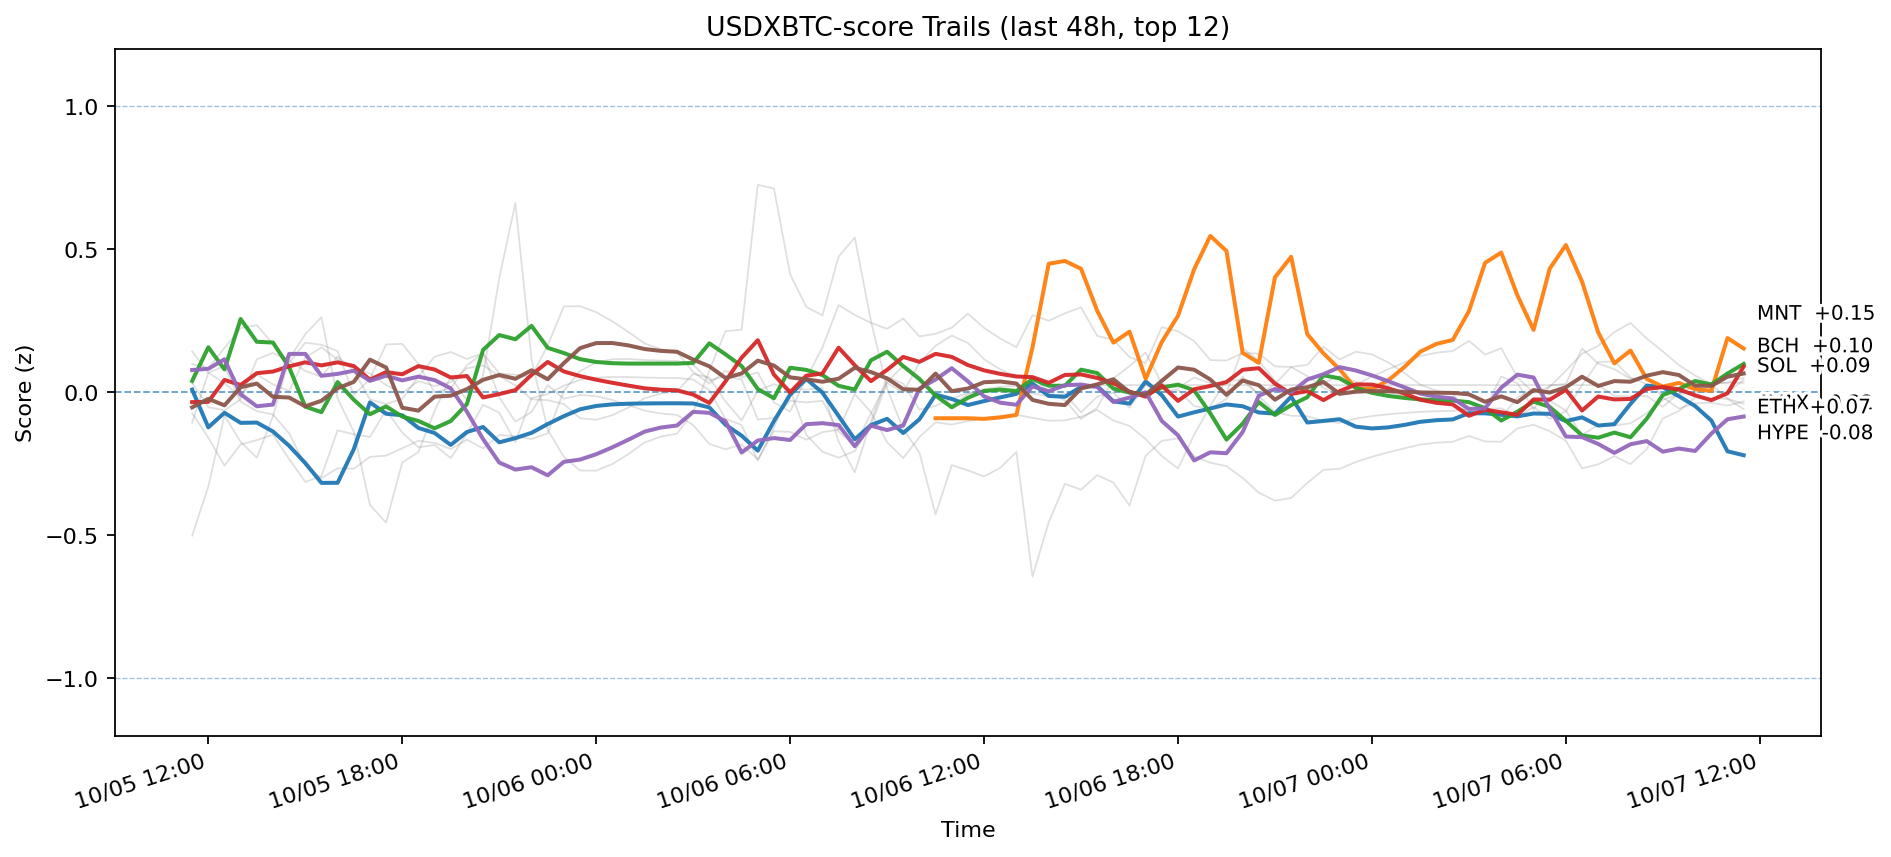 USDXBTC-score Trails (last 48h, top 12)
Score (z)
1.0
0.5
0.0
−0.5
−1.0
MNT +0.15
BCH +0.10
SOL +0.09
+0.07
HYPE -0.08
10/05 12:00
10/05 18:00
10/06 00:00
10/06 06:00
10/06 12:00
10/06 18:00
10/07 00:00
10/07 06:00
10/07 12:00
Time